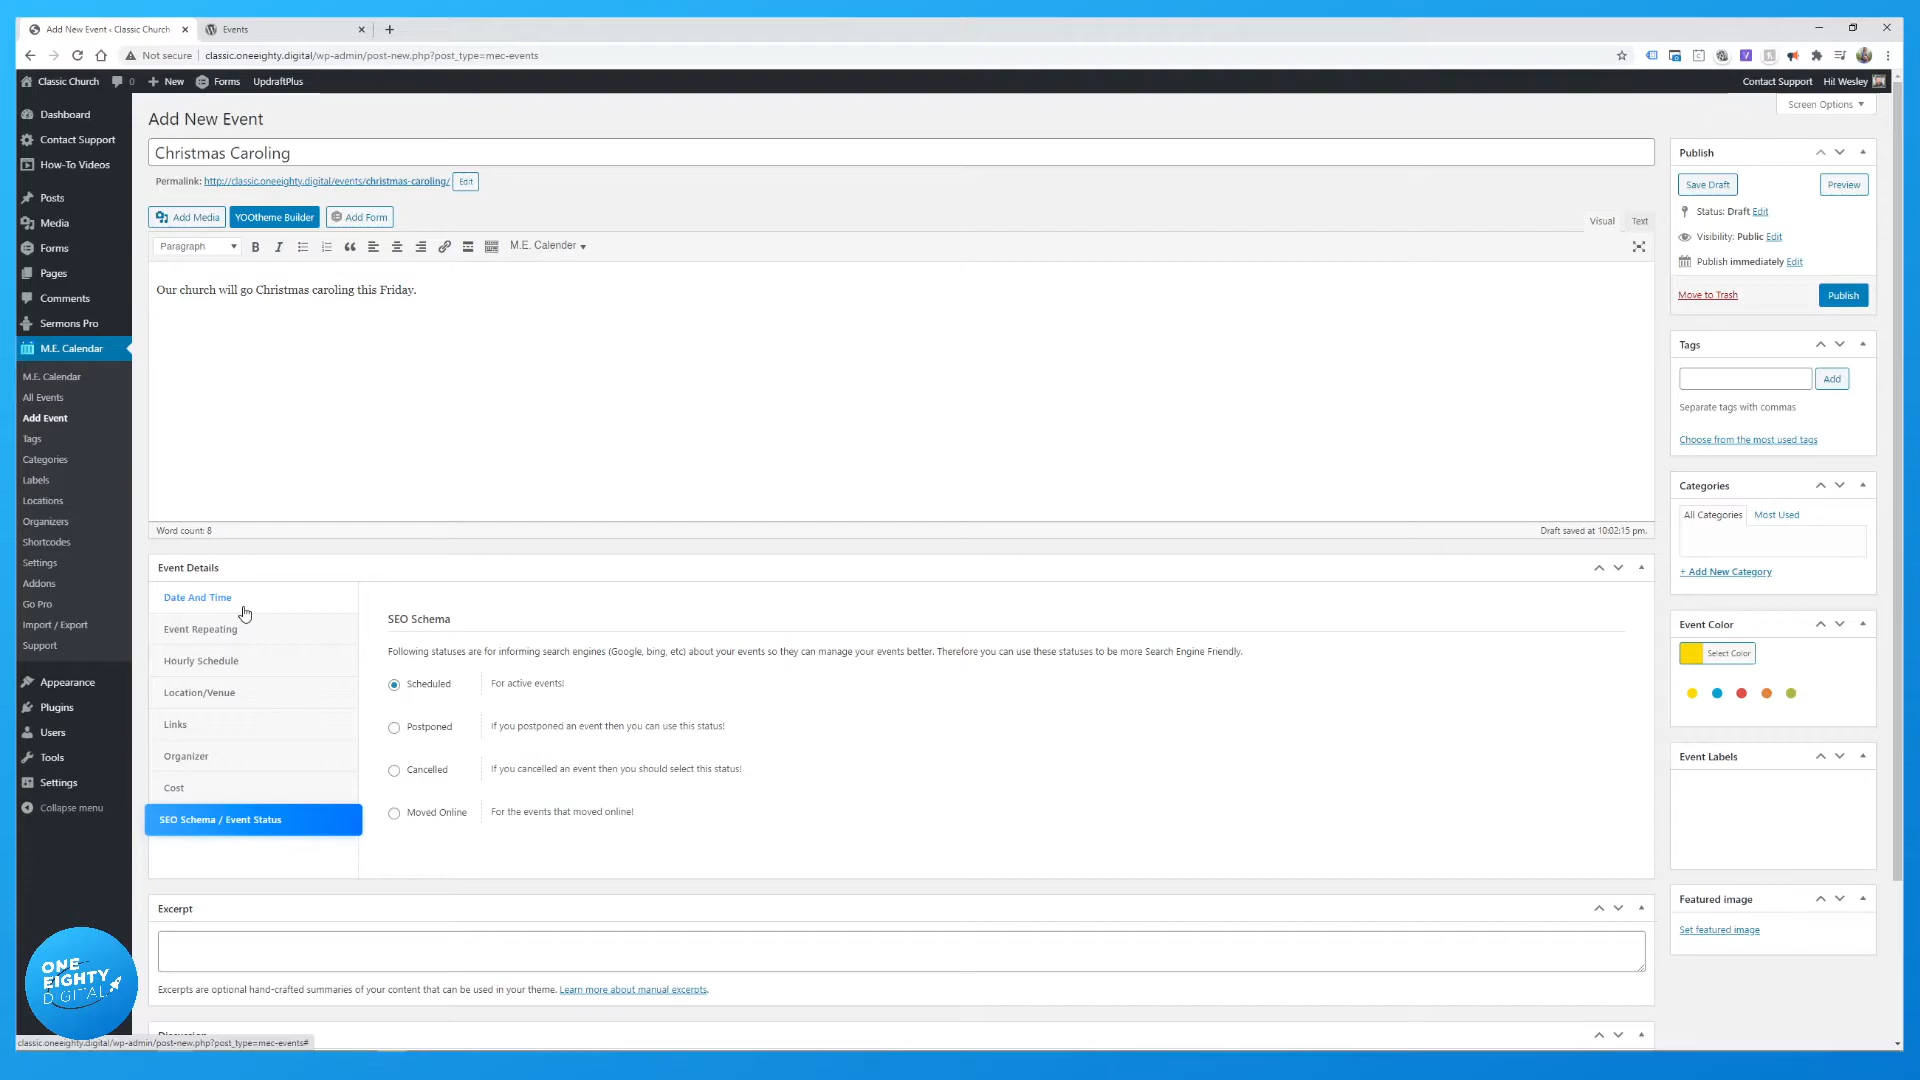 Add New Event ‹ Classic Church
Events
Not secure
classic.oneeighty.digital/wp-admin/post-new.php?post_type=mec-events
Classic Church
0
New
Forms
UpdraftPlus
Contact Support
Hi! Wesley
Dashboard
Contact Support
How-To Videos
Posts
Media
Forms
Pages
Comments
Sermons Pro
M.E. Calendar
M.E. Calendar
All Events
Add Event
Tags
Categories
Labels
Locations
Organizers
Shortcodes
Settings
Addons
Go Pro
Import / Export
Support
Appearance
Plugins
Users
Tools
Settings
Collapse menu
Screen Options
Add New Event
Christmas Caroling
Permalink: http://classic.oneeighty.digital/events/christmas-caroling/ Edit
Add Media
YOOtheme Builder
Add Form
Visual
Text
Paragraph
B
I
M.E. Calender
Our church will go Christmas caroling this Friday.
Word count: 8
Draft saved at 10:02:15 pm.
Event Details
Date And Time
Event Repeating
Hourly Schedule
Location/Venue
Links
Organizer
Cost
SEO Schema / Event Status
SEO Schema
Following statuses are for informing search engines (Google, bing, etc) about your events so they can manage your events better. Therefore you can use these statuses to be more Search Engine Friendly.
Scheduled
For active events!
Postponed
If you postponed an event then you can use this status!
Cancelled
If you cancelled an event then you should select this status!
Moved Online
For the events that moved online!
Excerpt
Excerpts are optional hand-crafted summaries of your content that can be used in your theme. Learn more about manual excerpts.
Discussion
Publish
Save Draft
Preview
Status: Draft Edit
Visibility: Public Edit
Publish immediately Edit
Move to Trash
Publish
Tags
Add
Separate tags with commas
Choose from the most used tags
Categories
All Categories
Most Used
+ Add New Category
Event Color
Select Color
Event Labels
Featured image
Set featured image
ONE
EIGHTY
DIGITAL
classic.oneeighty.digital/wp-admin/post-new.php?post_type=mec-events#